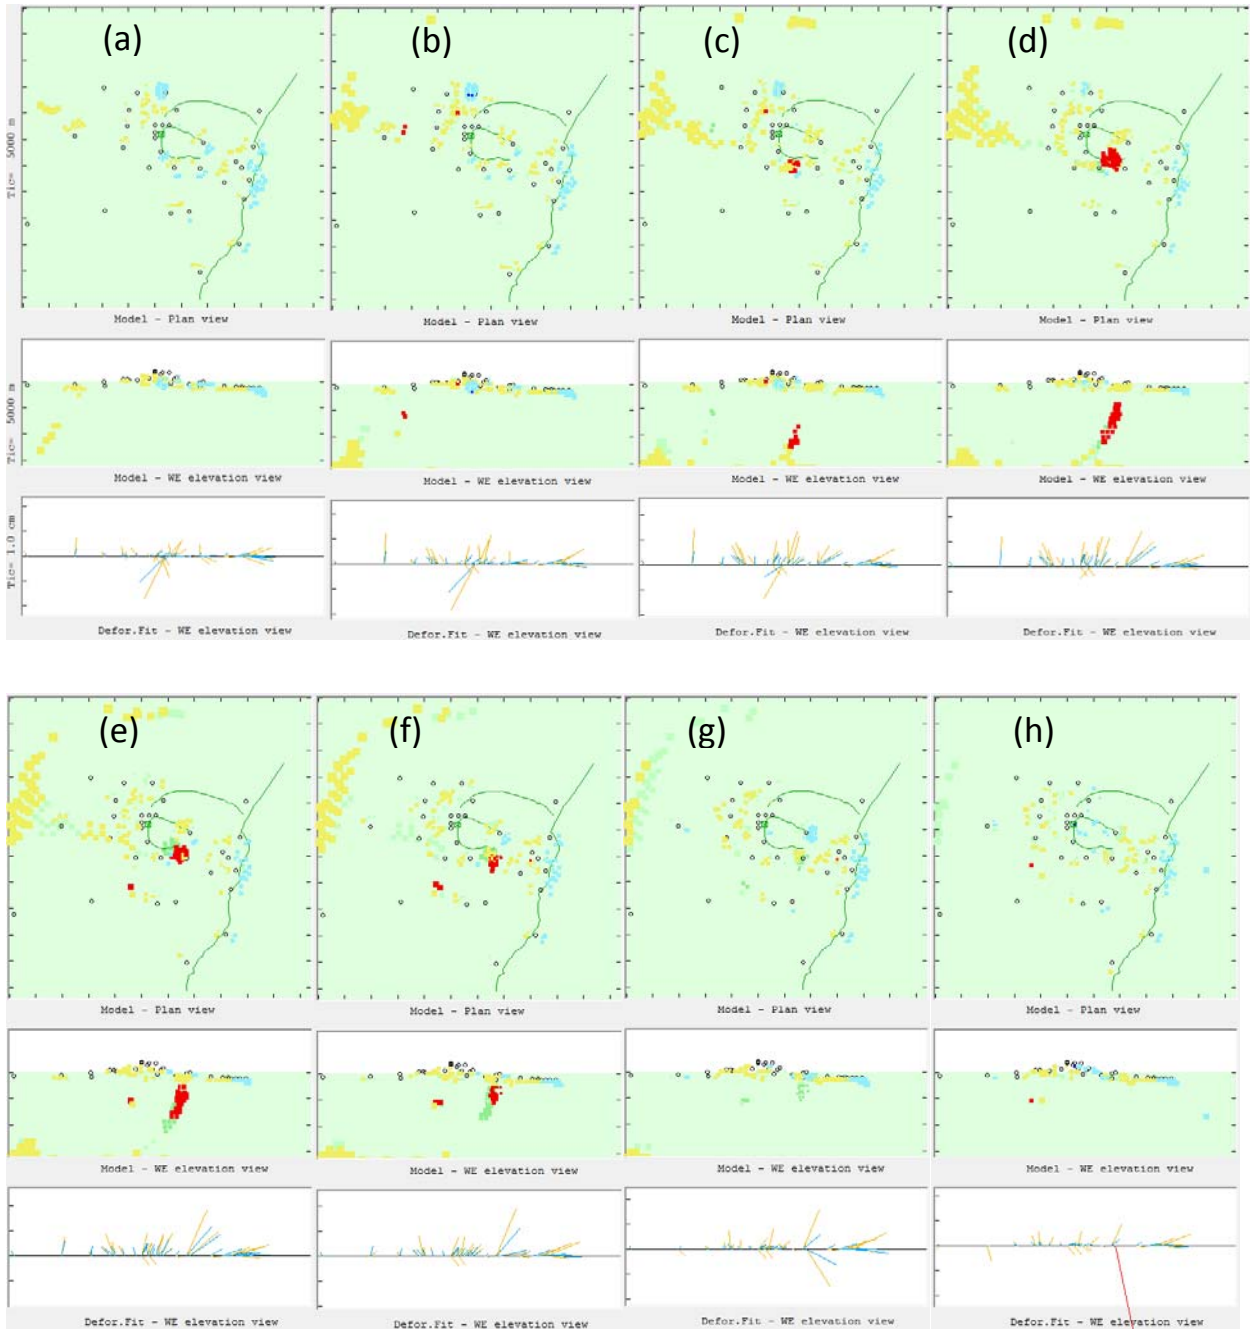 (a) (b) (c) (d)
Tic= 5000 m
Model - Plan view Model - Plan view Model - Plan view Model - Plan view
Tic= 5000 m
Model - WE elevation view Model - WE elevation view Model - WE elevation view Model - WE elevation view
Tic= 1.0 cm
Defor.Fit - WE elevation view Defor.Fit - WE elevation view Defor.Fit - WE elevation view Defor.Fit - WE elevation view
(e) (f) (g) (h)
Model - Plan view Model - Plan view Model - Plan view Model - Plan view
Model - WE elevation view Model - WE elevation view Model - WE elevation view Model - WE elevation view
Defor.Fit - WE elevation view Defor.Fit - WE elevation view Defor.Fit - WE elevation view Defor.Fit - WE elevation view